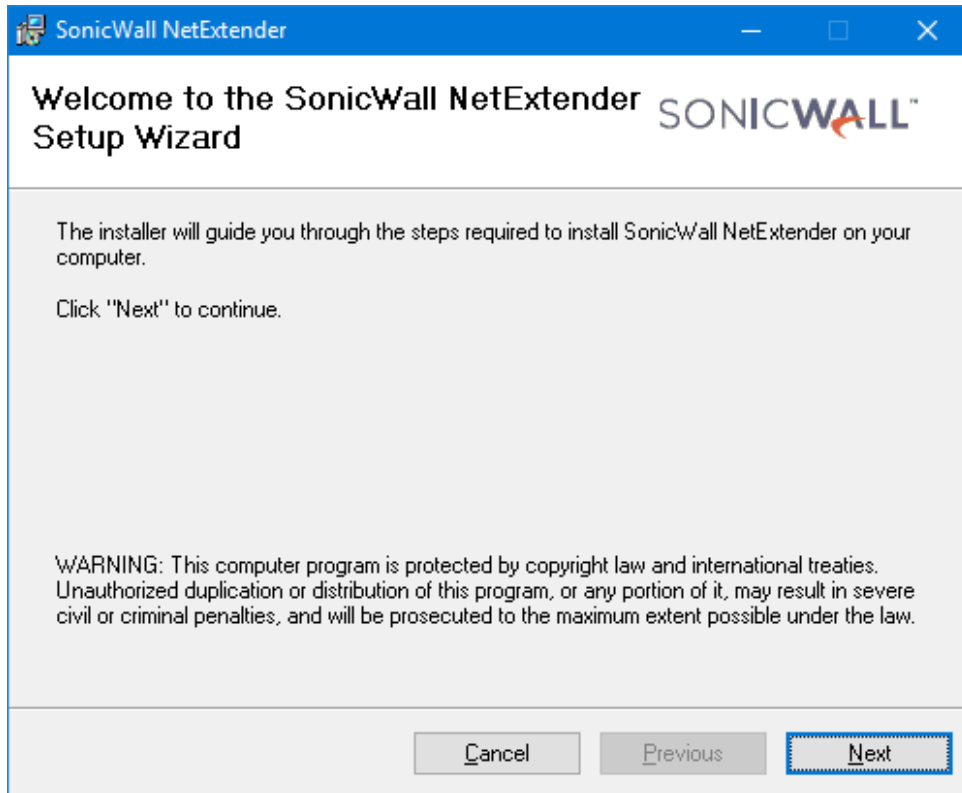 SonicWall NetExtender
Welcome to the SonicWall NetExtender
Setup Wizard
SONICWALL™
The installer will guide you through the steps required to install SonicWall NetExtender on your
computer.
Click "Next" to continue.
WARNING: This computer program is protected by copyright law and international treaties.
Unauthorized duplication or distribution of this program, or any portion of it, may result in severe
civil or criminal penalties, and will be prosecuted to the maximum extent possible under the law.
Cancel
Previous
Next